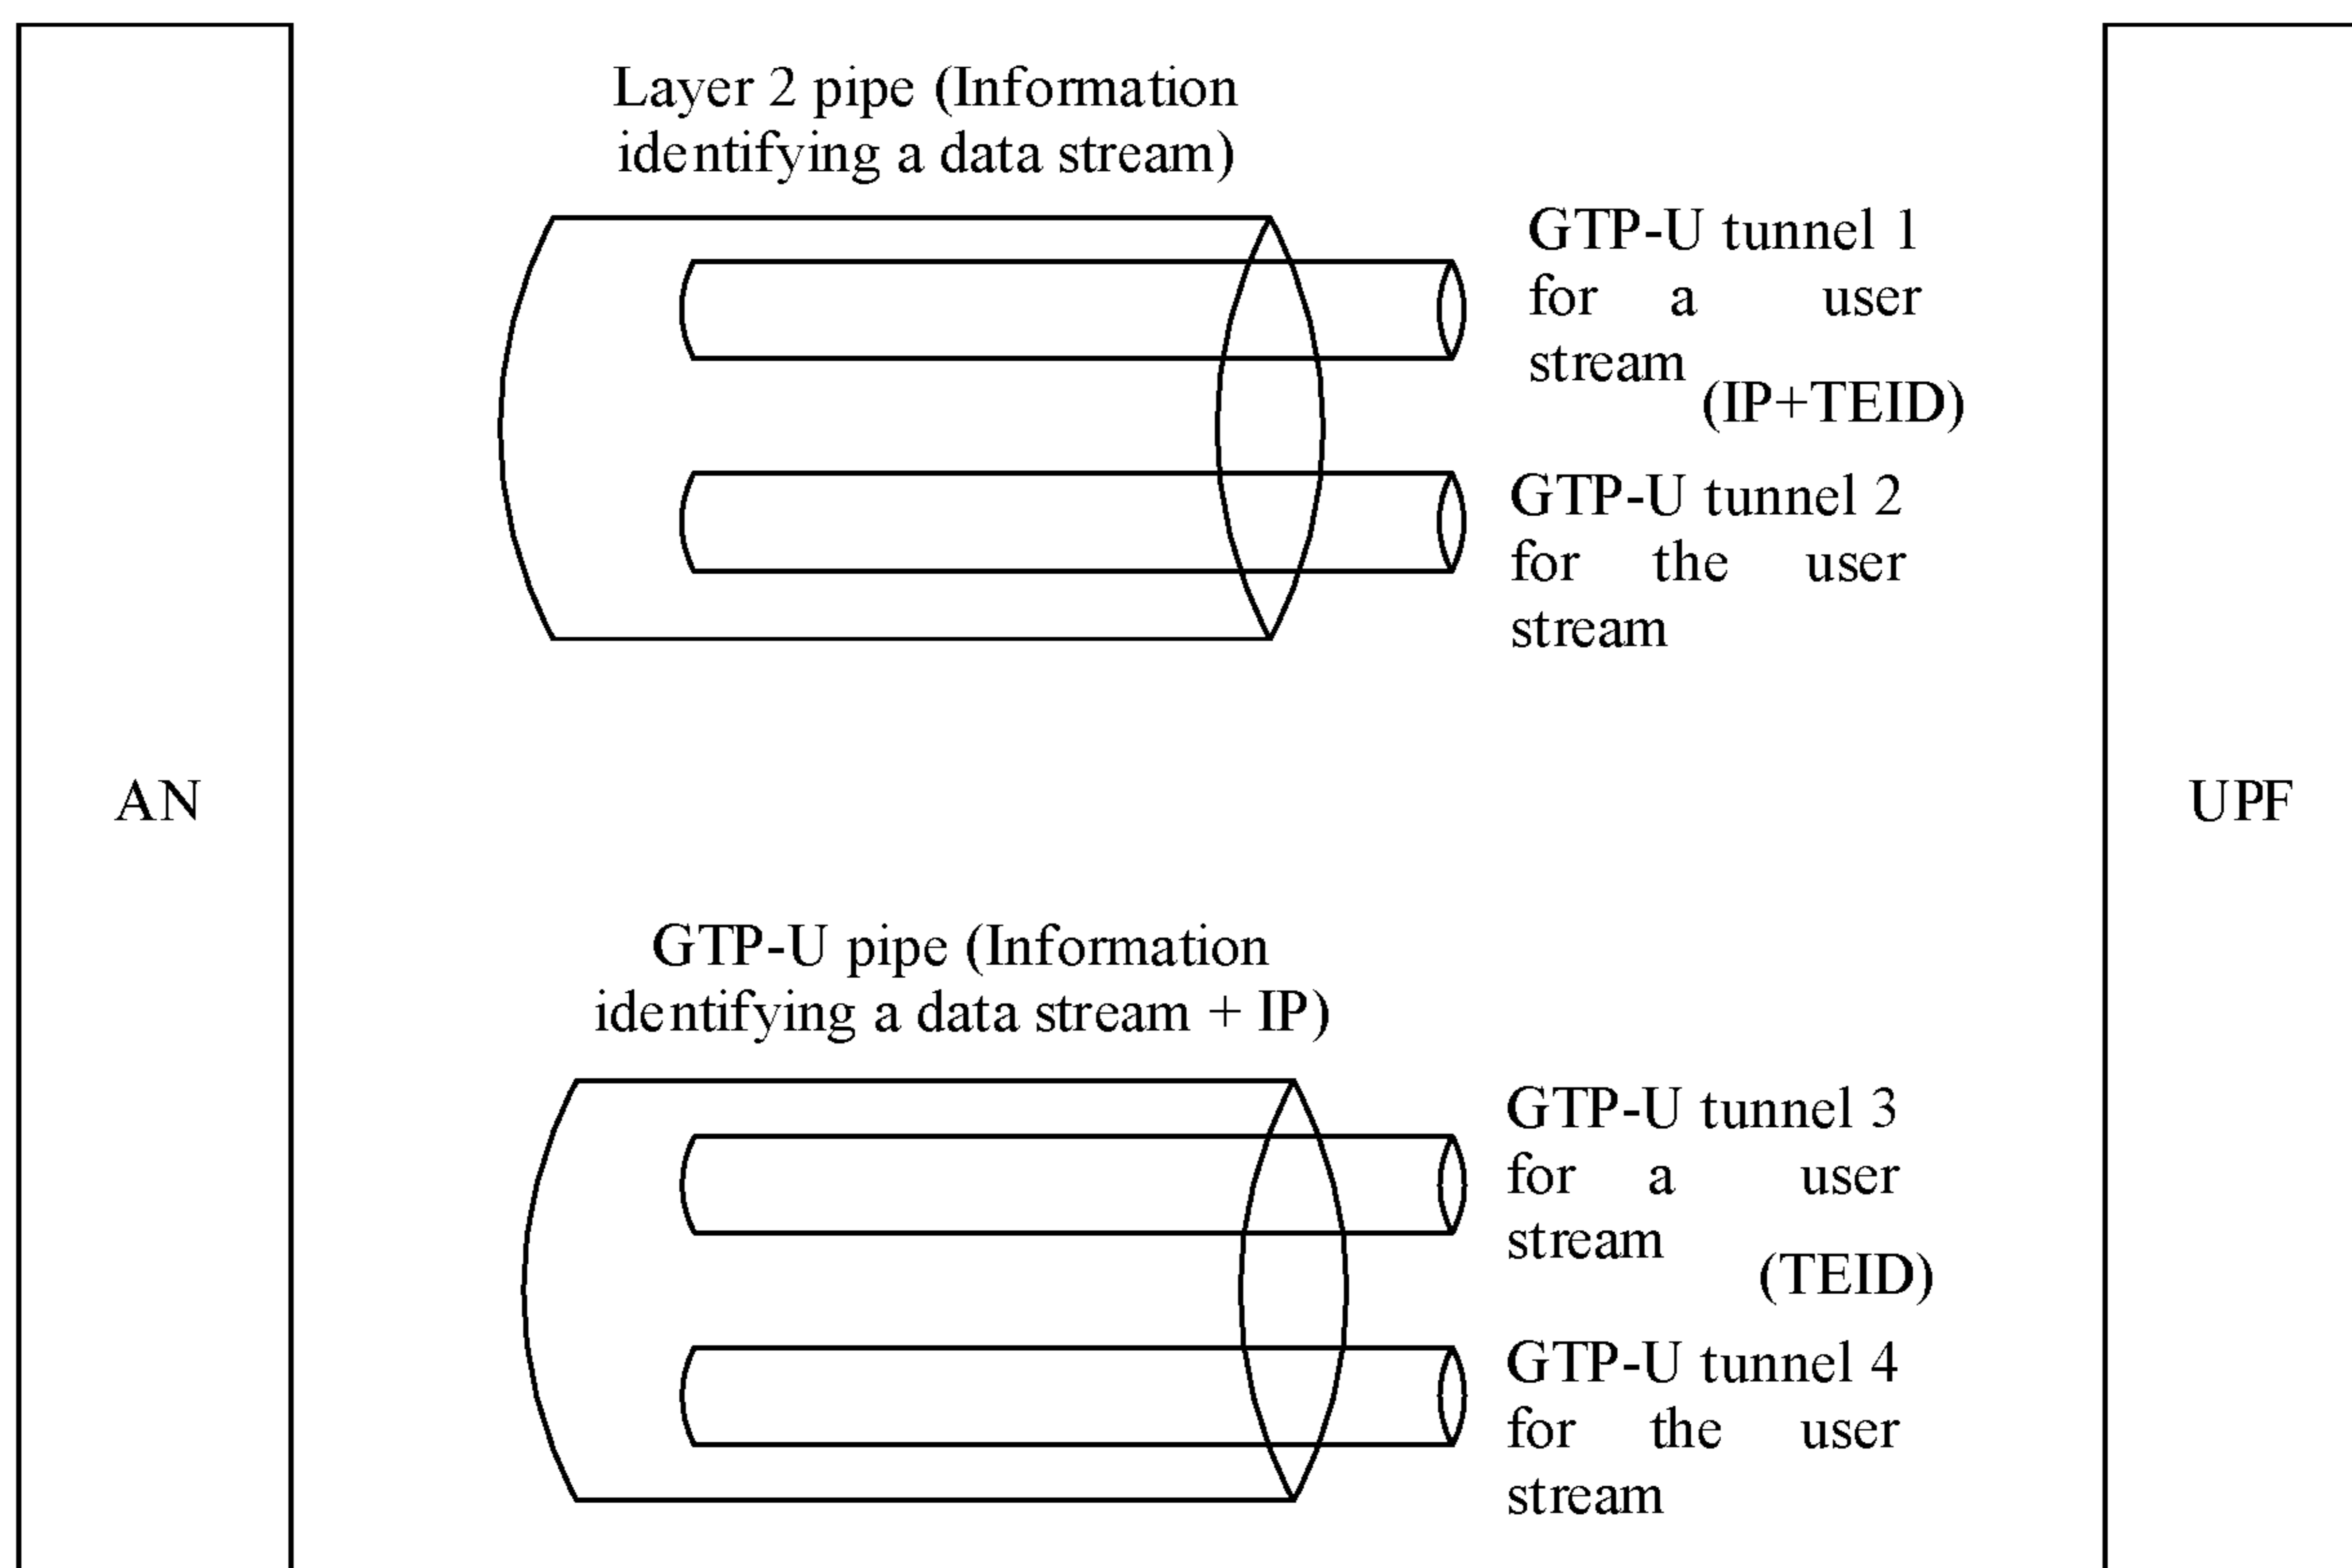 Layer 2 pipe (Information
identifying a data stream)
GTP-U tunnel 1
for a user
stream
(IP+TEID)
GTP-U tunnel 2
for the user
stream
AN
UPF
GTP-U pipe (Information
identifying a data stream + IP)
GTP-U tunnel 3
for a user
stream
(TEID)
GTP-U tunnel 4
for the user
stream